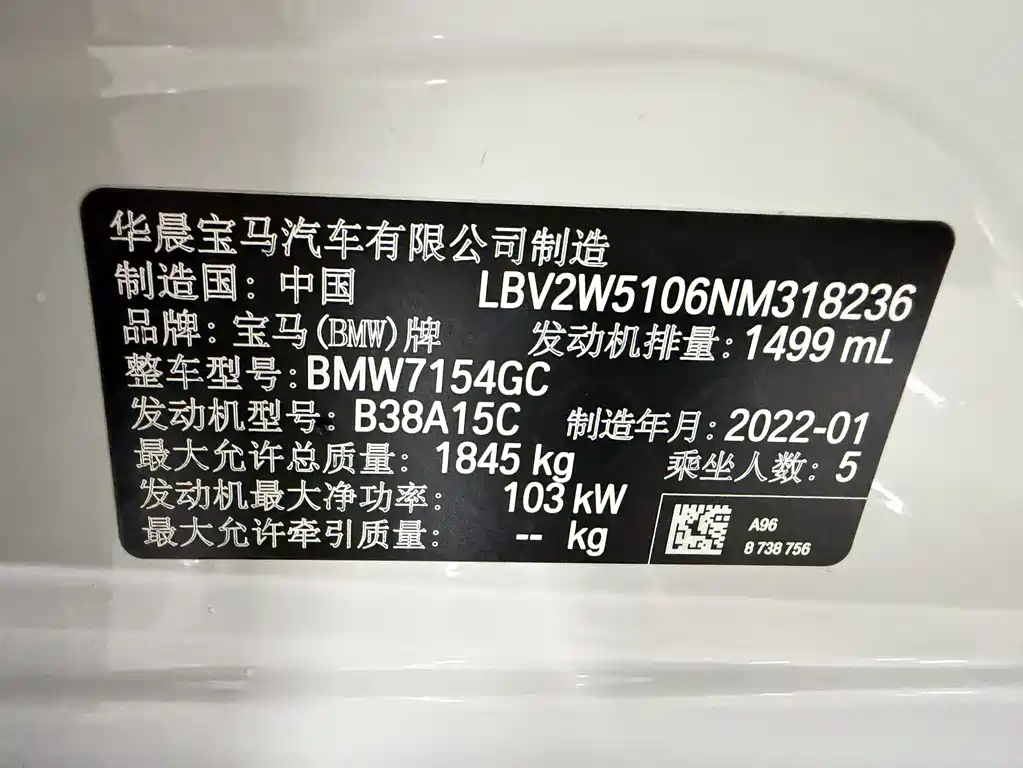 华晨宝马汽车有限公司制造
制造国: 中国 LBV2W5106NM318236
品牌: 宝马(BMW)牌 发动机排量: 1499 mL
整车型号: BMW7154GC
发动机型号: B38A15C 制造年月: 2022-01
最大允许总质量: 1845 kg 乘坐人数: 5
发动机最大净功率: 103 kW
最大允许牵引质量: -- kg
A96
8 738 756